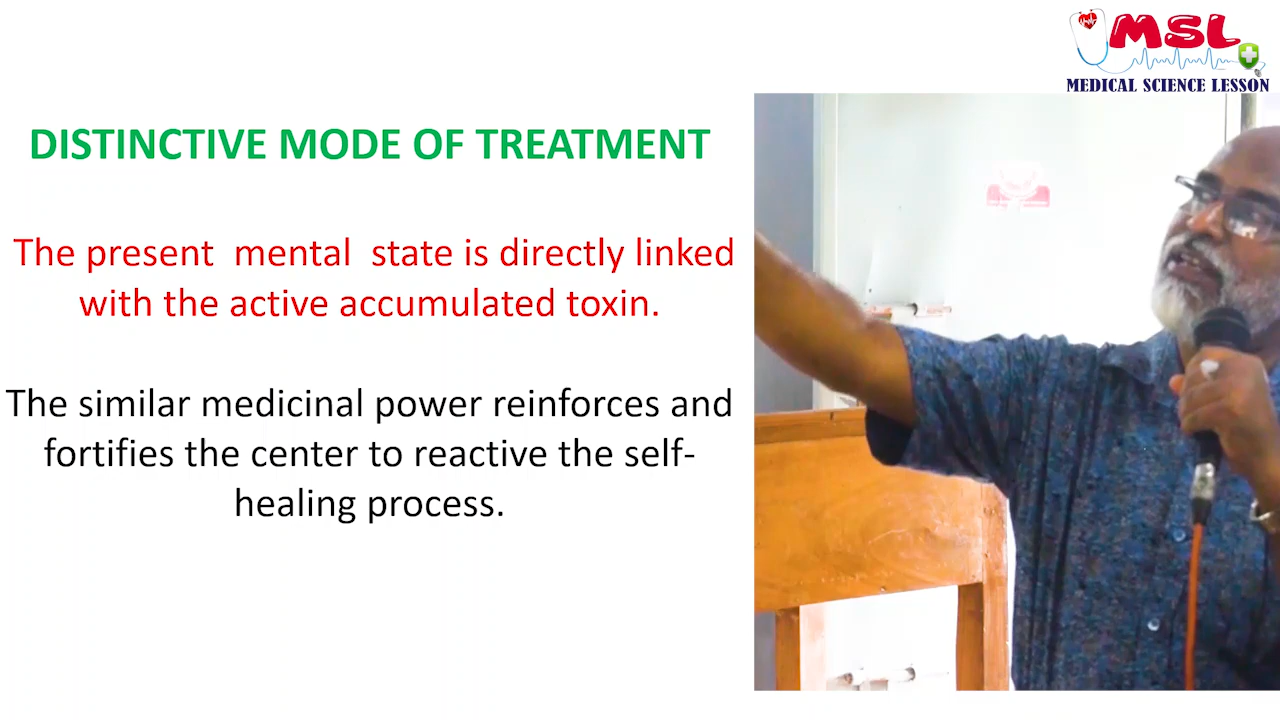 MSL
MEDICAL SCIENCE LESSON
DISTINCTIVE MODE OF TREATMENT
The present mental state is directly linked
with the active accumulated toxin.
The similar medicinal power reinforces and
fortifies the center to reactive the self-
healing process.